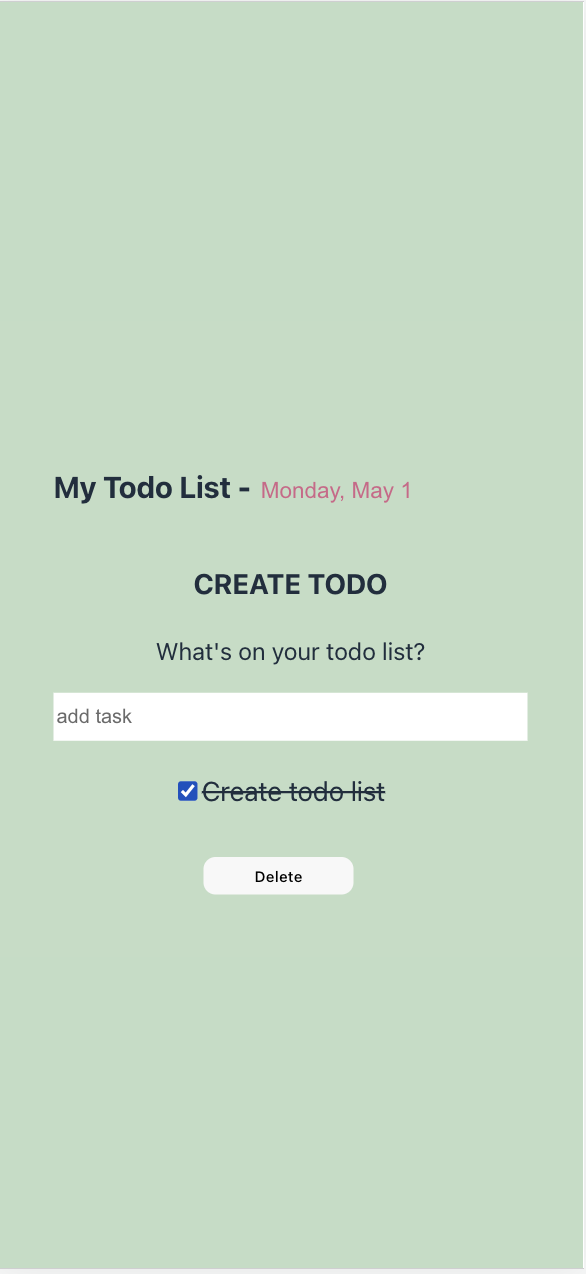 My Todo List - Monday, May 1
CREATE TODO
What's on your todo list?
add task
Create todo list
Delete